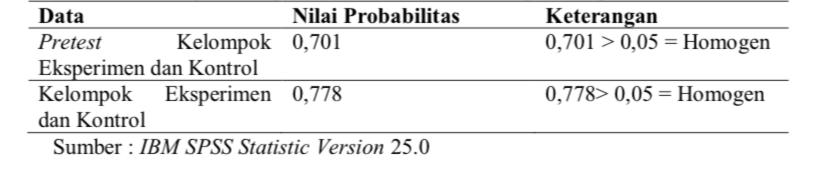 Data Nilai Probabilitas Keterangan
Pretest Kelompok 0,701 0,701 > 0,05 = Homogen
Eksperimen dan Kontrol
Kelompok Eksperimen 0,778 0,778> 0,05 = Homogen
dan Kontrol
Sumber : IBM SPSS Statistic Version 25.0